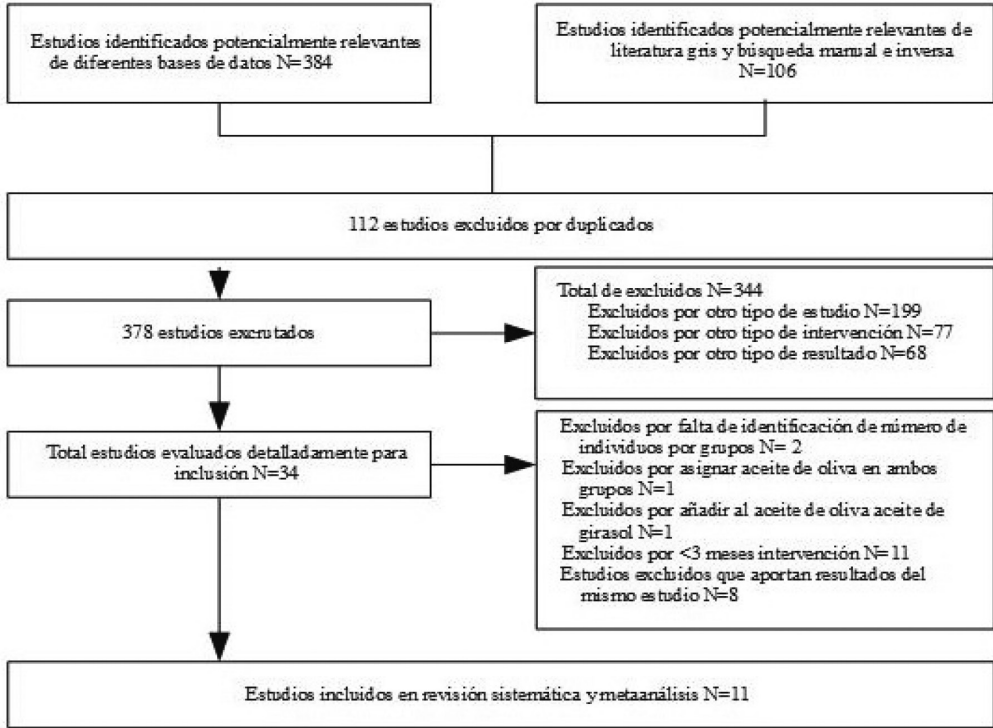 Estudios identificados potencialmente relevantes
de diferentes bases de datos N=384
Estudios identificados potencialmente relevantes de
literatura gris y búsqueda manual e inversa
N=106
112 estudios excluidos por duplicados
378 estudios excrutados
Total de excluidos N=344
Excluidos por otro tipo de estudio N=199
Excluidos por otro tipo de intervención N=77
Excluidos por otro tipo de resultado N=68
Total estudios evaluados detalladamente para
inclusión N=34
Excluidos por falta de identificación de número de
individuos por grupos N= 2
Excluidos por asignar aceite de oliva en ambos
grupos N=1
Excluidos por añadir al aceite de oliva aceite de
girasol N=1
Excluidos por <3 meses intervención N=11
Estudios excluidos que aportan resultados del
mismo estudio N=8
Estudios incluidos en revisión sistemática y metaanálisis N=11